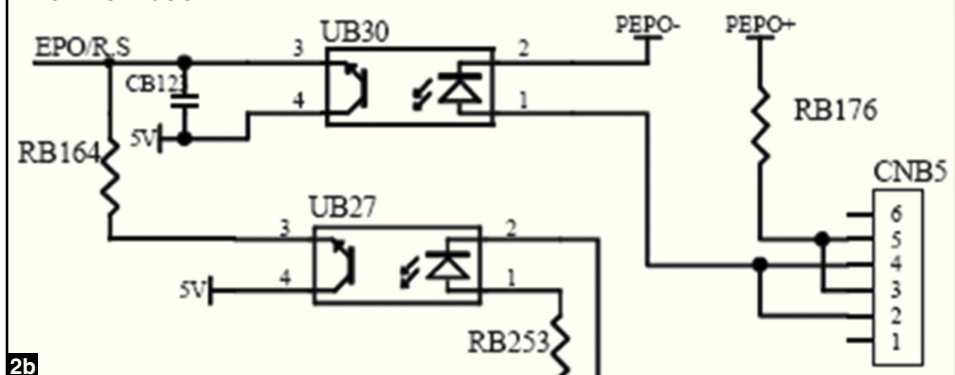 UB30
PEPO-
PEPO+
EPO/R,S
3
2
CB123
4
1
RB176
5V
RB164
CNB5
UB27
6
3
2
5
4
5V
4
1
3
2
RB253
1
2b